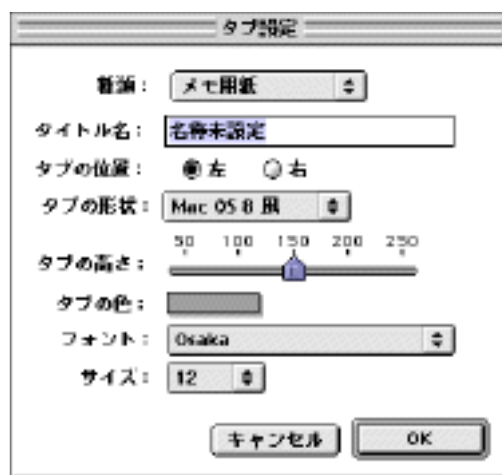 タブ設定
種類： メモ用紙
タイトル名： 名称未設定
タブの位置： 左 右
タブの形状： Mac OS 8 風
50 100 150 200 250
タブの高さ：
タブの色：
フォント： Osaka
サイズ： 12
キャンセル OK